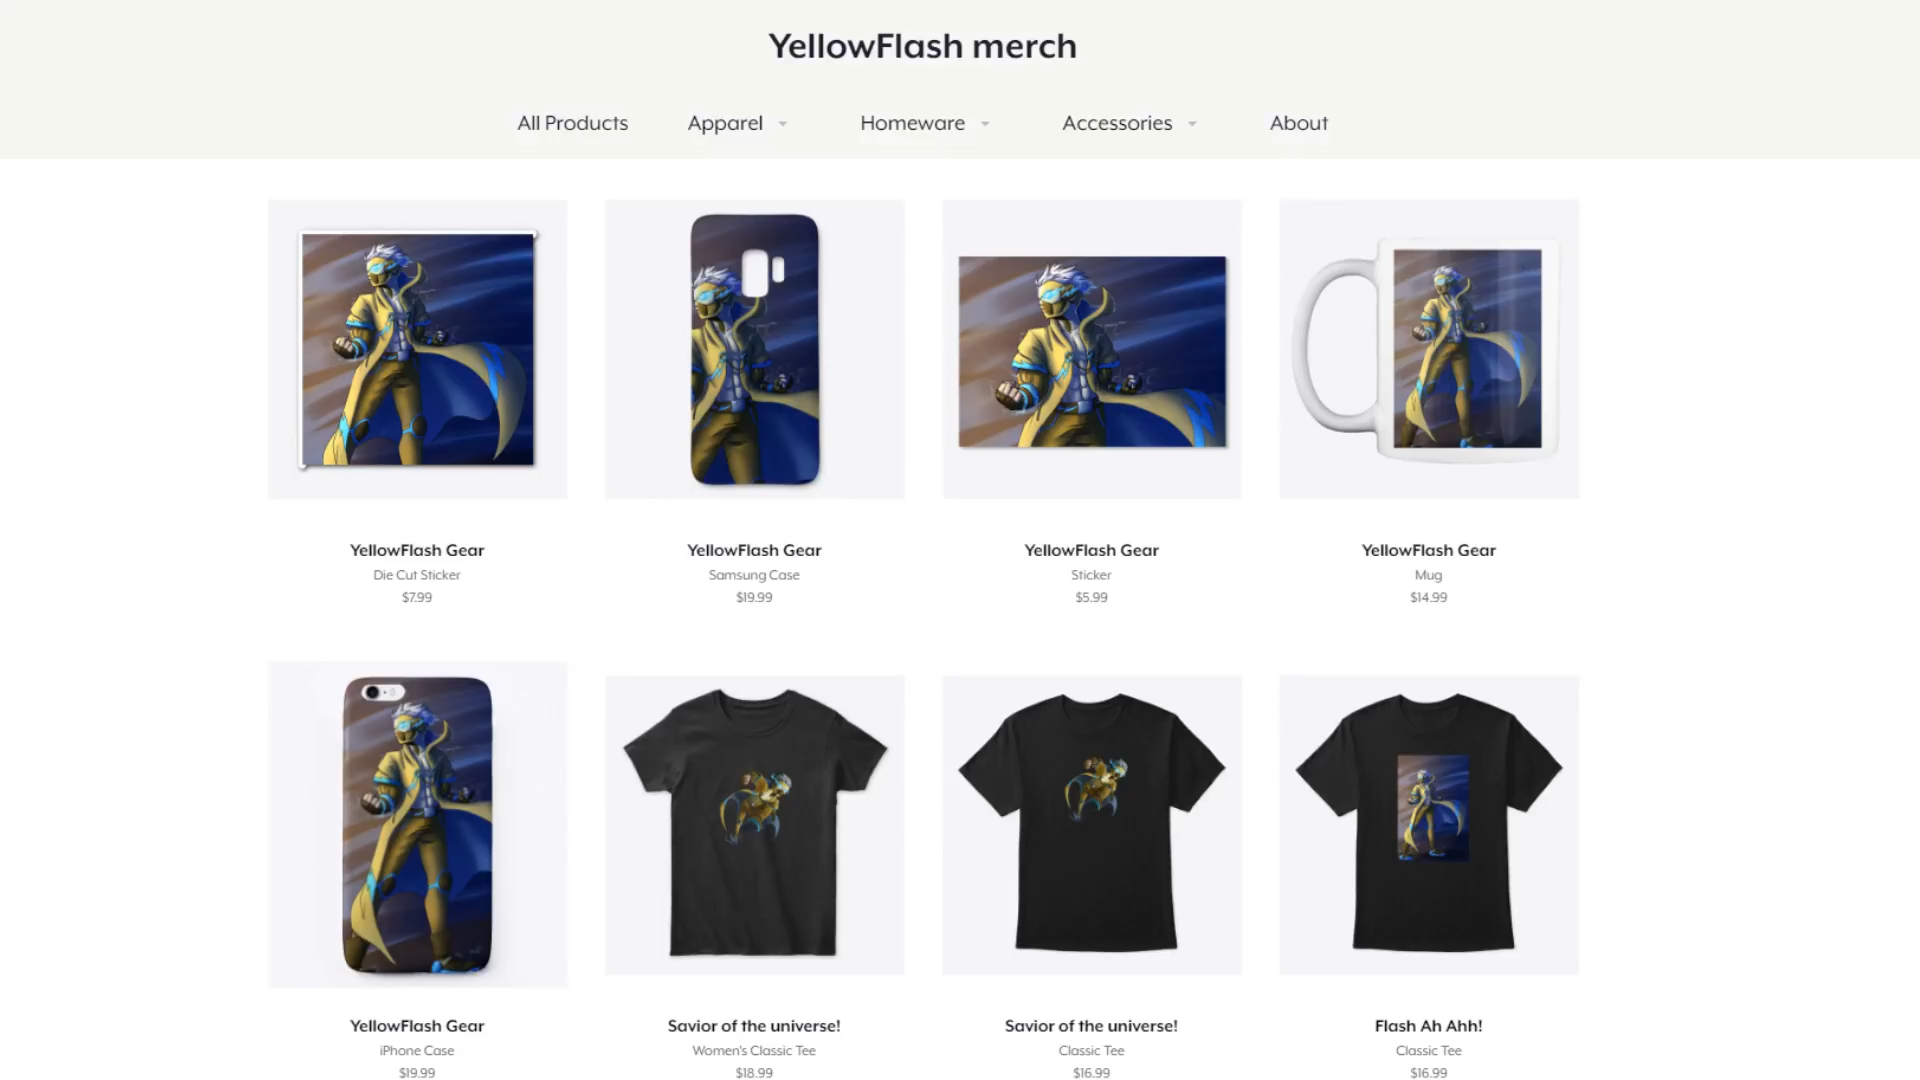 YellowFlash merch
All Products Apparel Homeware Accessories About
YellowFlash Gear YellowFlash Gear YellowFlash Gear YellowFlash Gear
Die Cut Sticker Samsung Case Sticker Mug
$7.99 $19.99 $5.99 $14.99
YellowFlash Gear Savior of the universe! Savior of the universe! Flash Ah Ahh!
iPhone Case Women's Classic Tee Classic Tee Classic Tee
$19.99 $18.99 $16.99 $16.99